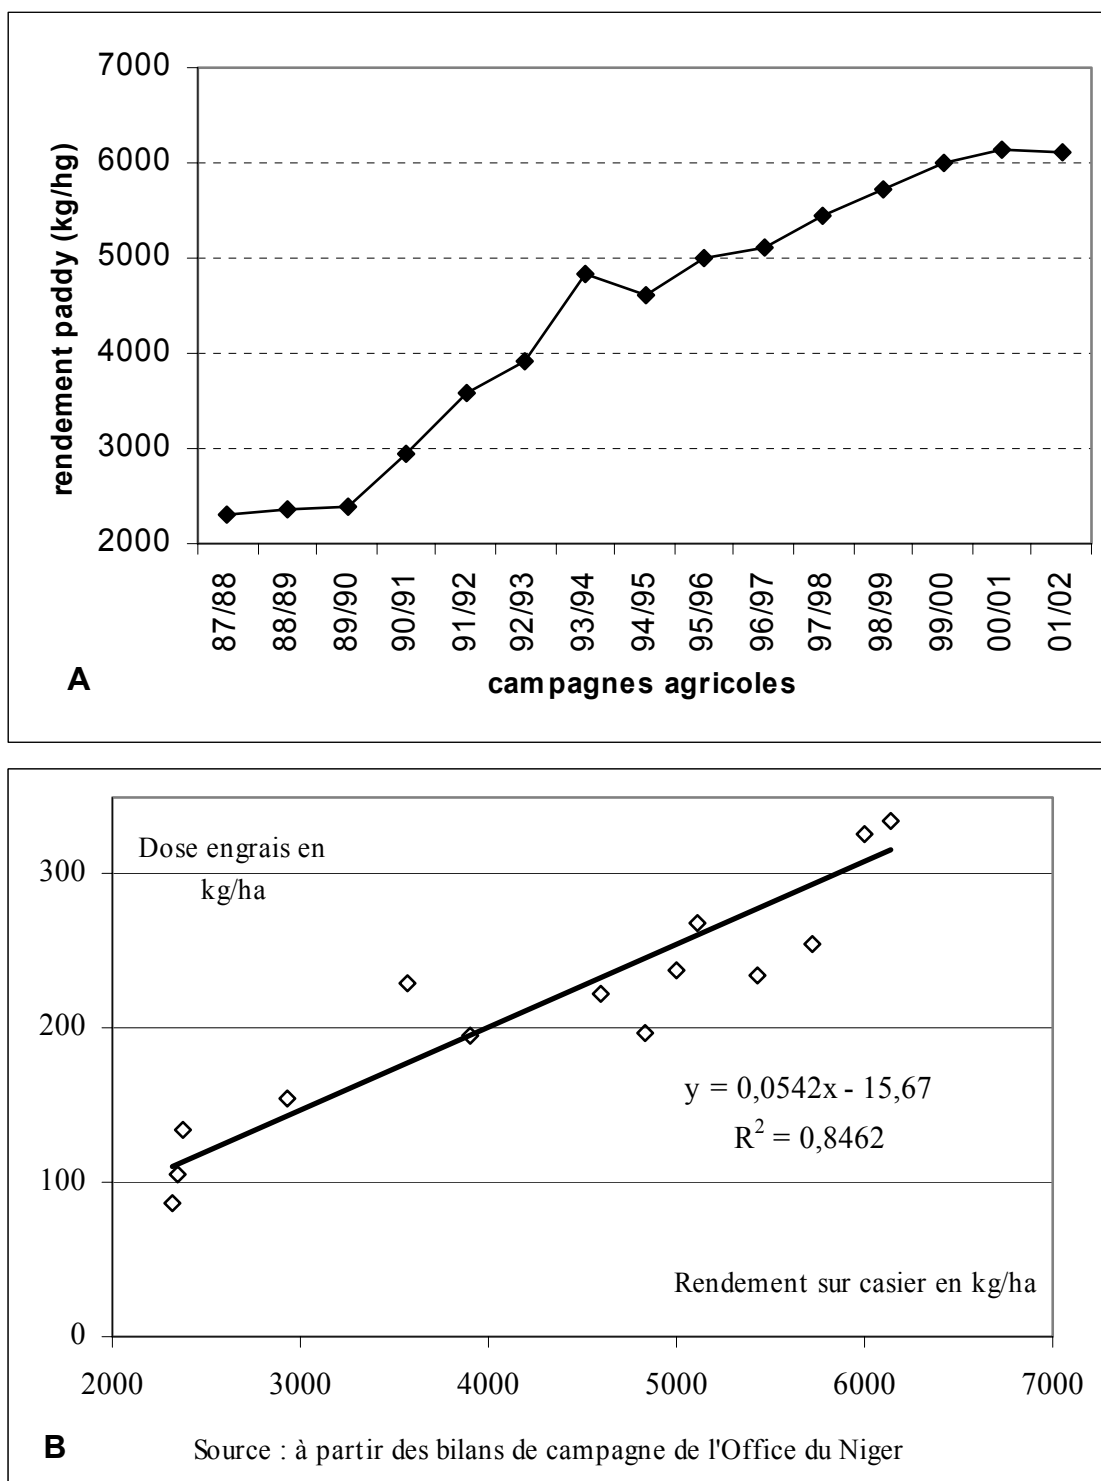 7000
6000
5000
4000
3000
2000
rendement paddy (kg/hg)
87/88
88/89
89/90
90/91
91/92
92/93
93/94
94/95
95/96
96/97
97/98
98/99
99/00
00/01
01/02
A
campagnes agricoles
Dose engrais en
kg/ha
300
200
100
0
y = 0,0542x - 15,67
R² = 0,8462
Rendement sur casier en kg/ha
2000 3000 4000 5000 6000 7000
B
Source : à partir des bilans de campagne de l'Office du Niger